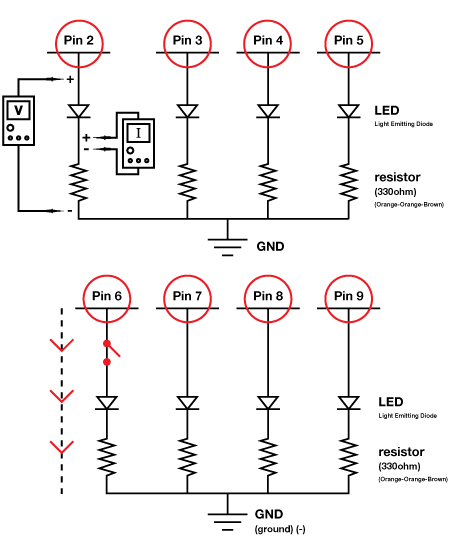 Pin 2 Pin 3 Pin 4 Pin 5
+
V
I
LED
Light Emitting Diode
+
-
resistor
(330ohm)
(Orange-Orange-Brown)
-
GND
Pin 6 Pin 7 Pin 8 Pin 9
LED
Light Emitting Diode
resistor
(330ohm)
(Orange-Orange-Brown)
GND
(ground) (-)